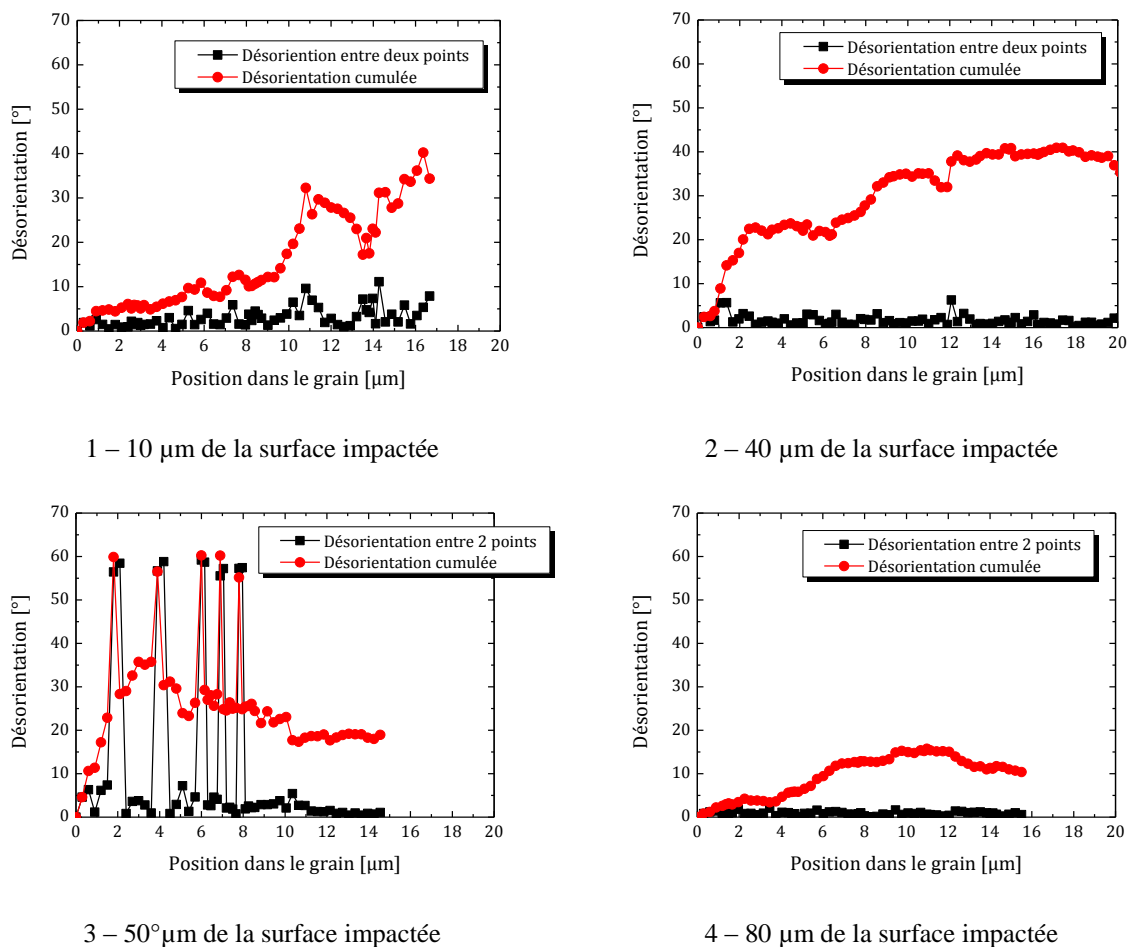 70
60
50
40
30
20
10
0
Désorientation [°]
Désoriention entre deux points
Désorientation cumulée
0 2 4 6 8 10 12 14 16 18 20
Position dans le grain [µm]
1 – 10 µm de la surface impactée
70
60
50
40
30
20
10
0
Désorientation [°]
Désorientation entre deux points
Désorientation cumulée
0 2 4 6 8 10 12 14 16 18 20
Position dans le grain [µm]
2 – 40 µm de la surface impactée
70
60
50
40
30
20
10
0
Désorientation [°]
Désorientation entre 2 points
Désorientation cumulée
0 2 4 6 8 10 12 14 16 18 20
Position dans le grain [µm]
3 – 50°µm de la surface impactée
70
60
50
40
30
20
10
0
Désorientation [°]
Désorientation entre 2 points
Désorientation cumulée
0 2 4 6 8 10 12 14 16 18 20
Position dans le grain [µm]
4 – 80 µm de la surface impactée